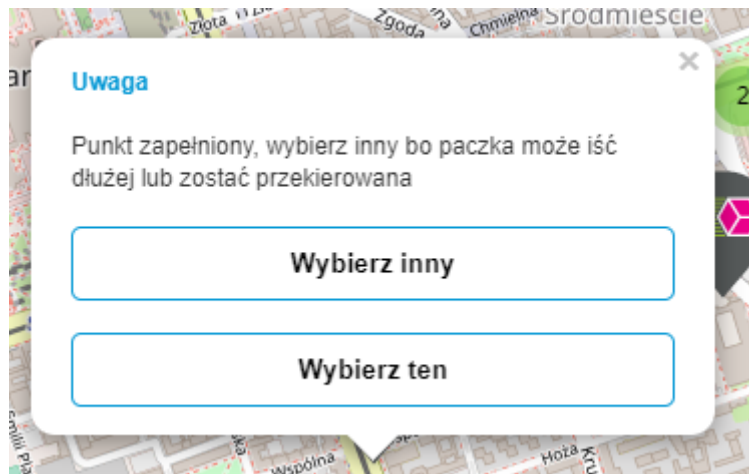 Złota
Zgoda
Chmielna
Śródmieście
Uwaga
2
Punkt zapełniony, wybierz inny bo paczka może iść
dłużej lub zostać przekierowana
Wybierz inny
Wybierz ten
Wspólna
Hoża